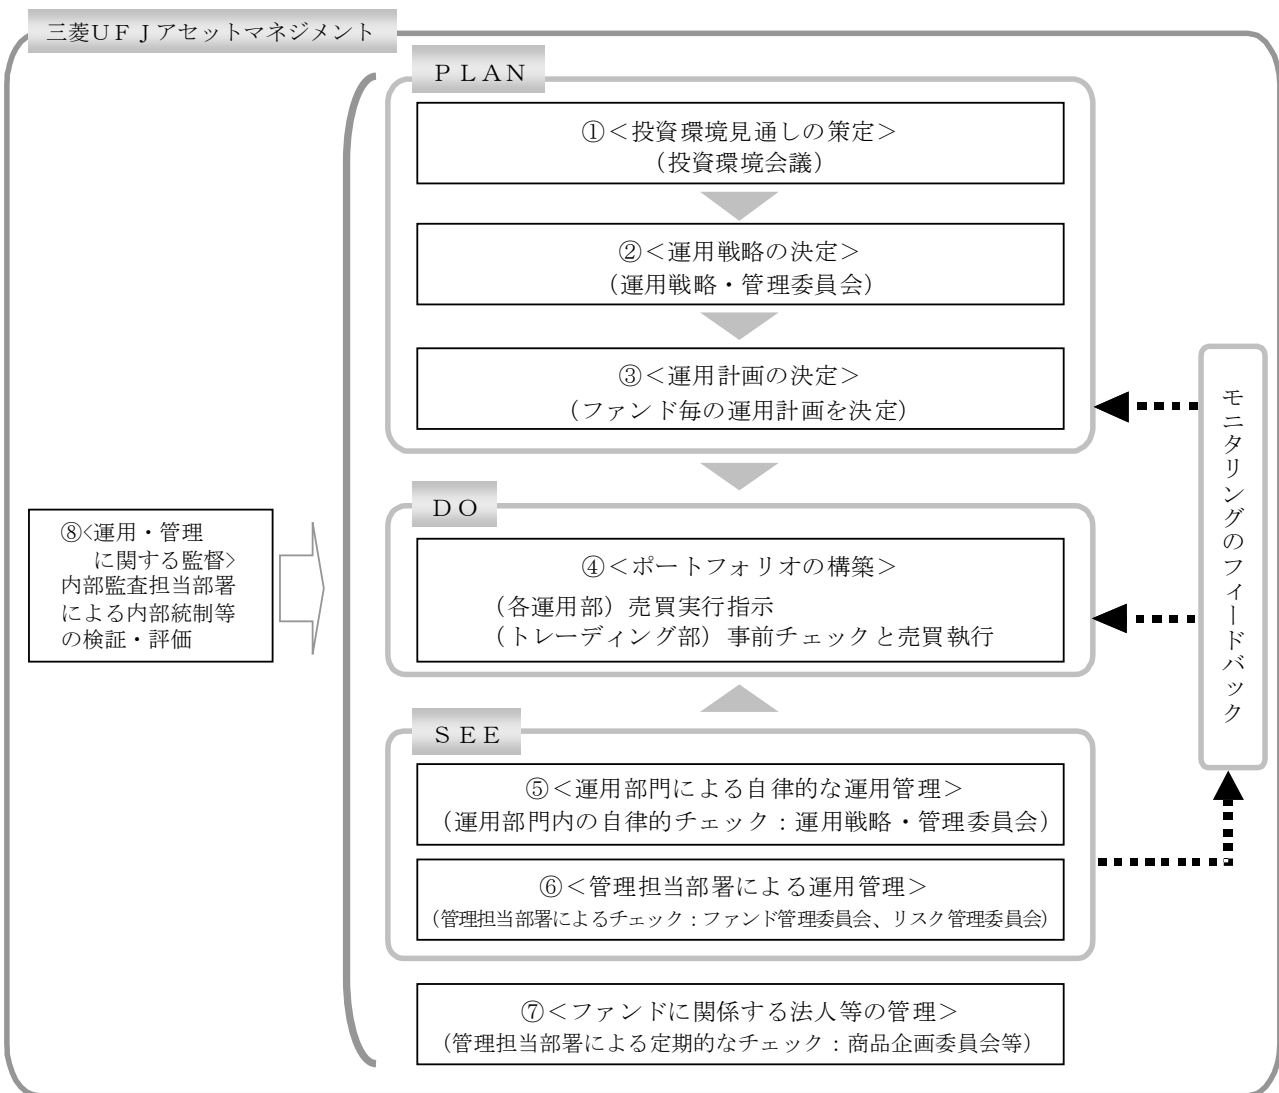 三菱ＵＦＪアセットマネジメント
ＰＬＡＮ
①＜投資環境見通しの策定＞
（投資環境会議）
②＜運用戦略の決定＞
（運用戦略・管理委員会）
③＜運用計画の決定＞
（ファンド毎の運用計画を決定）
ＤＯ
④＜ポートフォリオの構築＞
（各運用部）売買実行指示
（トレーディング部）事前チェックと売買執行
ＳＥＥ
⑤＜運用部門による自律的な運用管理＞
（運用部門内の自律的チェック：運用戦略・管理委員会）
⑥＜管理担当部署による運用管理＞
（管理担当部署によるチェック：ファンド管理委員会、リスク管理委員会）
⑦＜ファンドに関係する法人等の管理＞
（管理担当部署による定期的なチェック：商品企画委員会等）
⑧<運用・管理
に関する監督>
内部監査担当部署
による内部統制等
の検証・評価
モニタリングのフィードバック